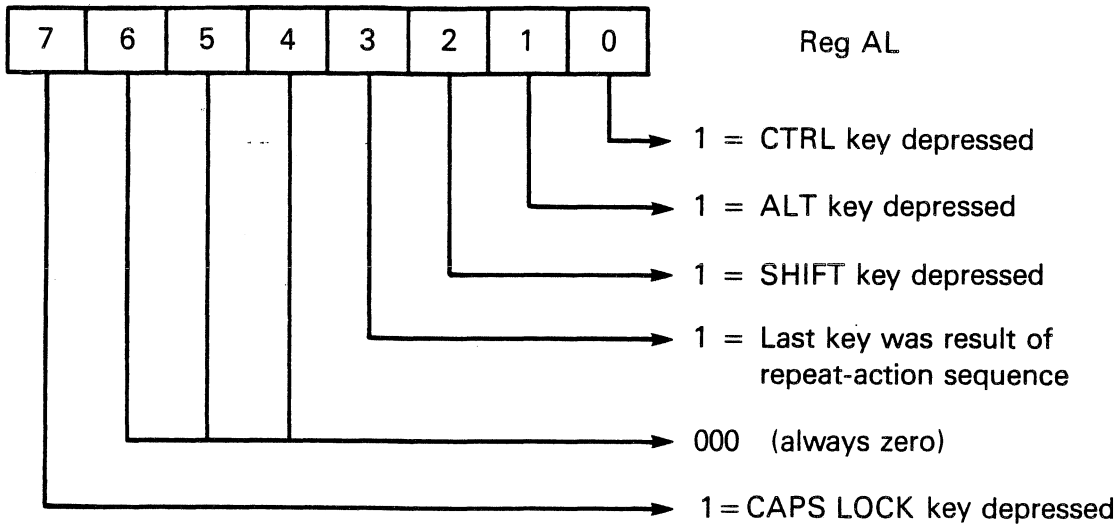 7 6 5 4 3 2 1 0 Reg AL
1 = CTRL key depressed
1 = ALT key depressed
1 = SHIFT key depressed
1 = Last key was result of
repeat-action sequence
000 (always zero)
1 = CAPS LOCK key depressed